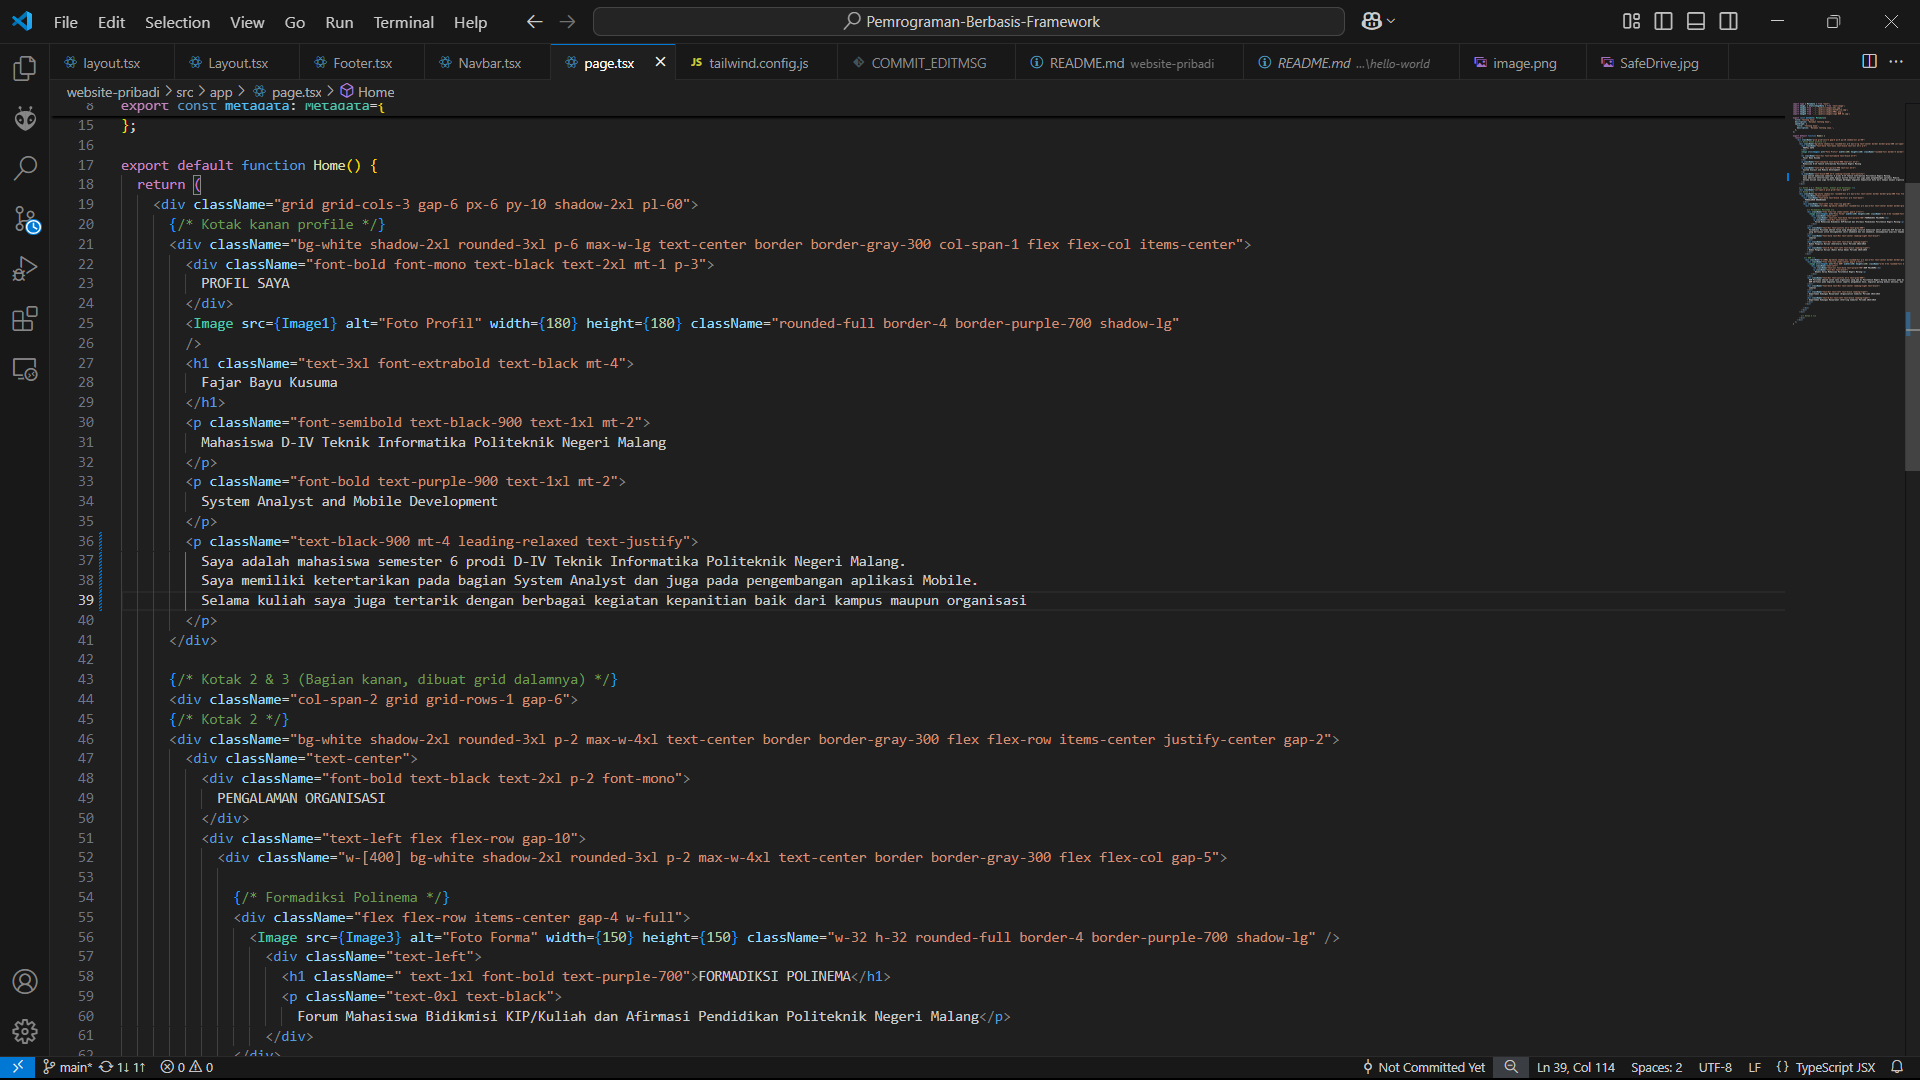 File Edit Selection View Go Run Terminal Help Pemrograman-Berbasis-Framework
layout.tsx Layout.tsx Footer.tsx Navbar.tsx page.tsx JS tailwind.config.js COMMIT_EDITMSG README.md website-pribadi README.md ...\hello-world image.png SafeDrive.jpg
website-pribadi > src > app > page.tsx > Home
8 export const metadata: Metadata={
15 };
16
17 export default function Home() {
18 return (
19 <div className="grid grid-cols-3 gap-6 px-6 py-10 shadow-2xl pl-60">
20 {/* Kotak kanan profile */}
21 <div className="bg-white shadow-2xl rounded-3xl p-6 max-w-lg text-center border border-gray-300 col-span-1 flex flex-col items-center">
22 <div className="font-bold font-mono text-black text-2xl mt-1 p-3">
23 PROFIL SAYA
24 </div>
25 <Image src={Image1} alt="Foto Profil" width={180} height={180} className="rounded-full border-4 border-purple-700 shadow-lg"
26 />
27 <h1 className="text-3xl font-extrabold text-black mt-4">
28 Fajar Bayu Kusuma
29 </h1>
30 <p className="font-semibold text-black-900 text-1xl mt-2">
31 Mahasiswa D-IV Teknik Informatika Politeknik Negeri Malang
32 </p>
33 <p className="font-bold text-purple-900 text-1xl mt-2">
34 System Analyst and Mobile Development
35 </p>
36 <p className="text-black-900 mt-4 leading-relaxed text-justify">
37 Saya adalah mahasiswa semester 6 prodi D-IV Teknik Informatika Politeknik Negeri Malang.
38 Saya memiliki ketertarikan pada bagian System Analyst dan juga pada pengembangan aplikasi Mobile.
39 Selama kuliah saya juga tertarik dengan berbagai kegiatan kepanitian baik dari kampus maupun organisasi
40 </p>
41 </div>
42
43 {/* Kotak 2 & 3 (Bagian kanan, dibuat grid dalamnya) */}
44 <div className="col-span-2 grid grid-rows-1 gap-6">
45 {/* Kotak 2 */}
46 <div className="bg-white shadow-2xl rounded-3xl p-2 max-w-4xl text-center border border-gray-300 flex flex-row items-center justify-center gap-2">
47 <div className="text-center">
48 <div className="font-bold text-black text-2xl p-2 font-mono">
49 PENGALAMAN ORGANISASI
50 </div>
51 <div className="text-left flex flex-row gap-10">
52 <div className="w-[400] bg-white shadow-2xl rounded-3xl p-2 max-w-4xl text-center border border-gray-300 flex flex-col gap-5">
53
54 {/* Formadiksi Polinema */}
55 <div className="flex flex-row items-center gap-4 w-full">
56 <Image src={Image3} alt="Foto Forma" width={150} height={150} className="w-32 h-32 rounded-full border-4 border-purple-700 shadow-lg" />
57 <div className="text-left">
58 <h1 className=" text-1xl font-bold text-purple-700">FORMADIKSI POLINEMA</h1>
59 <p className="text-0xl text-black">
60 Forum Mahasiswa Bidikmisi KIP/Kuliah dan Afirmasi Pendidikan Politeknik Negeri Malang</p>
61 </div>
62 </div>
main* 1↓ 1↑ 0 0 Not Committed Yet Ln 39, Col 114 Spaces: 2 UTF-8 LF {} TypeScript JSX